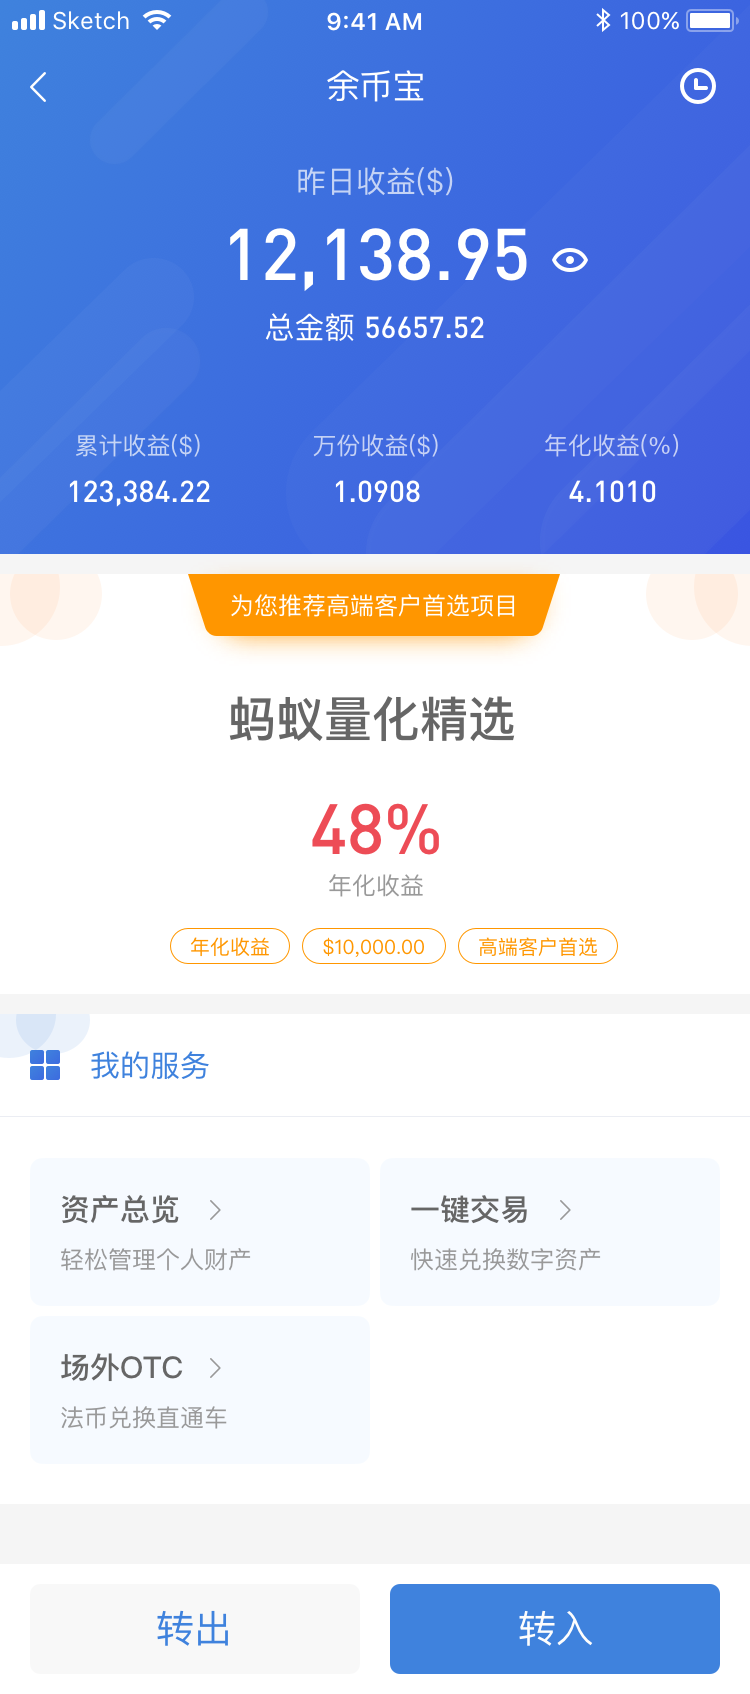 Sketch 9:41 AM 100%
余币宝
昨日收益($)
12,138.95
总金额 56657.52
累计收益($) 万份收益($) 年化收益(%)
123,384.22 1.0908 4.1010
为您推荐高端客户首选项目
蚂蚁量化精选
48%
年化收益
年化收益 $10,000.00 高端客户首选
我的服务
资产总览
轻松管理个人财产
一键交易
快速兑换数字资产
场外OTC
法币兑换直通车
转出 转入